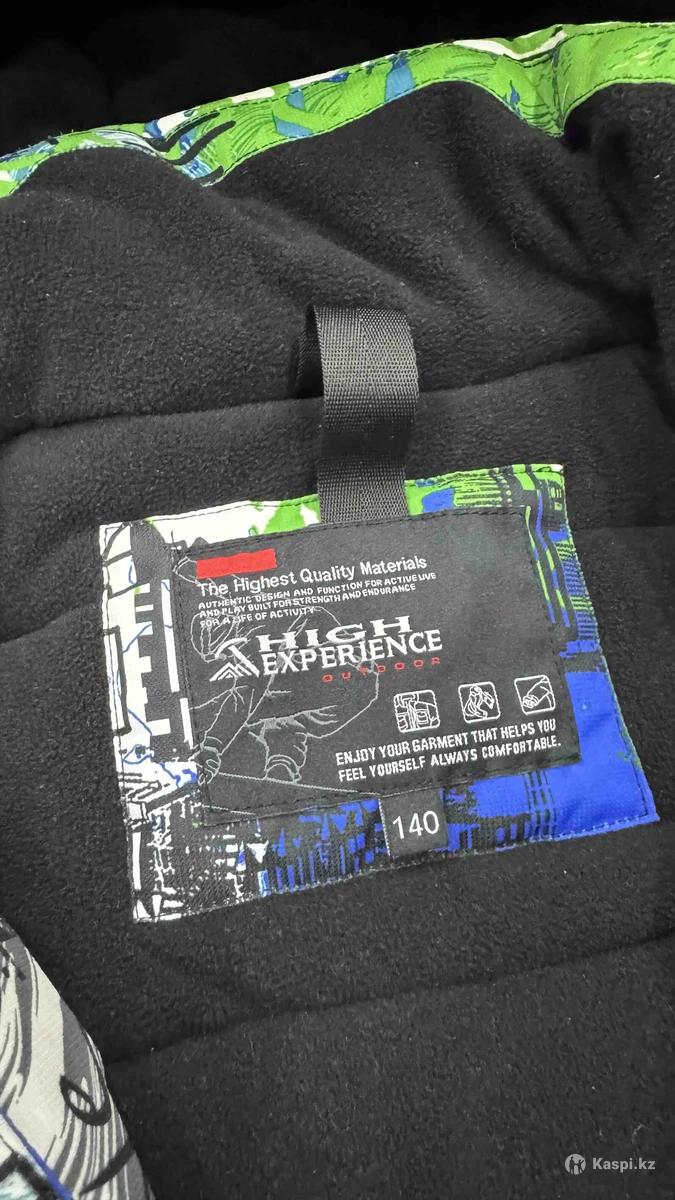 The Highest Quality Materials
AUTHENTIC DESIGN AND FUNCTION FOR ACTIVE LIVE
AND PLAY BUILT FOR STRENGTH AND ENDURANCE
FOR A LIFE OF ACTIVITY.
HIGH
EXPERIENCE
OUTDOOR
ENJOY YOUR GARMENT THAT HELPS YOU
FEEL YOURSELF ALWAYS COMFORTABLE.
140
Kaspi.kz